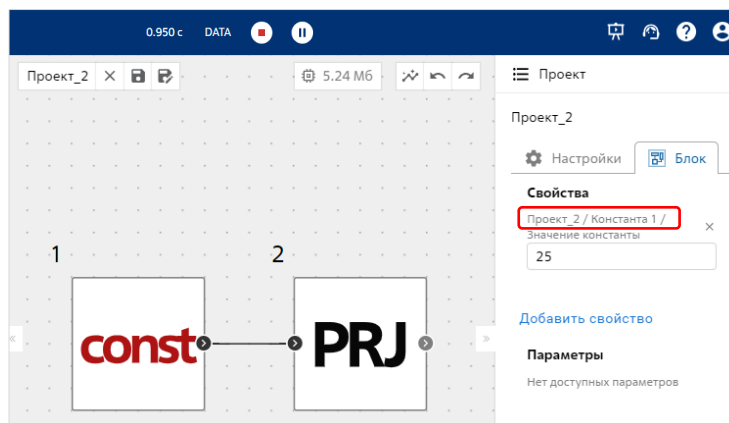 0.950 с DATA
Проект_2 5.24 Мб Проект
Проект_2
Настройки Блок
Свойства
Проект_2 / Константа 1 /
Значение константы
25
1 2
const PRJ
Добавить свойство
Параметры
Нет доступных параметров